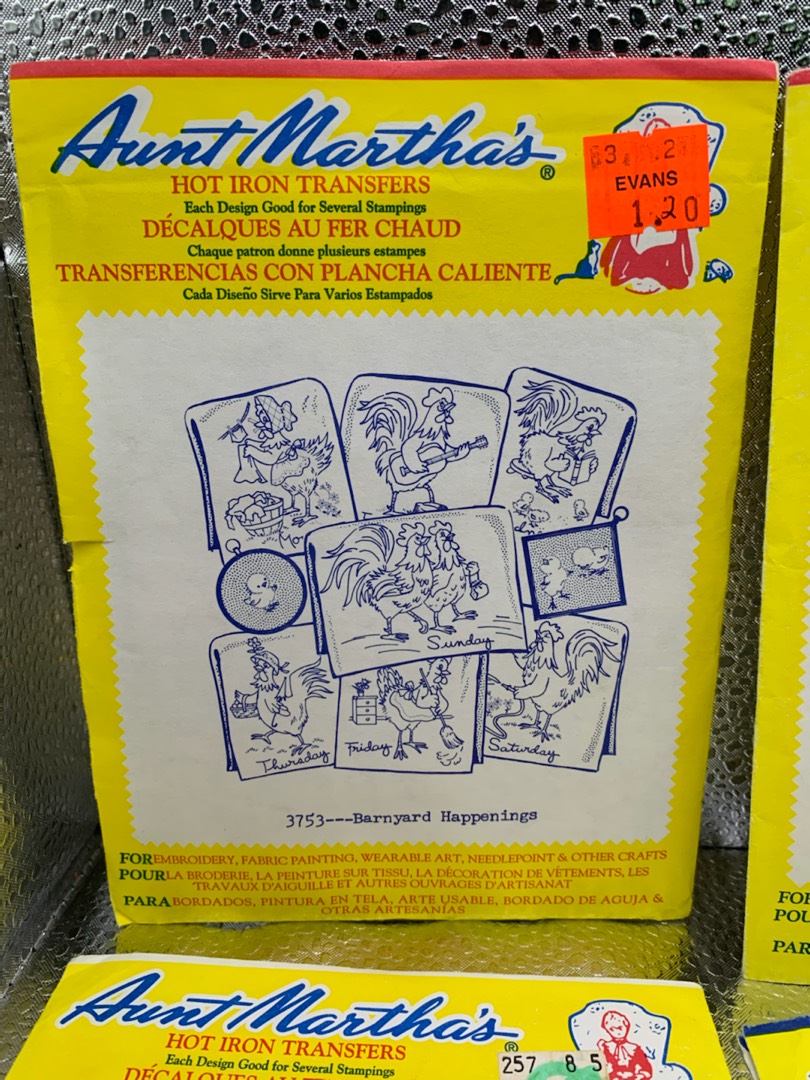 Aunt Martha's®
HOT IRON TRANSFERS
Each Design Good for Several Stampings
DÉCALQUES AU FER CHAUD
Chaque patron donne plusieurs estampes
TRANSFERENCIAS CON PLANCHA CALIENTE
Cada Diseño Sirve Para Varios Estampados
EVANS
1.20
Sunday
Thursday
Friday
Saturday
3753---Barnyard Happenings
FOR EMBROIDERY, FABRIC PAINTING, WEARABLE ART, NEEDLEPOINT & OTHER CRAFTS
POUR LA BRODERIE, LA PEINTURE SUR TISSU, LA DÉCORATION DE VÊTEMENTS, LES
TRAVAUX D'AIGUILLE ET AUTRES OUVRAGES D'ARTISANAT
PARA BORDADOS, PINTURA EN TELA, ARTE USABLE, BORDADO DE AGUJA &
OTRAS ARTESANÍAS
FOR
POU
PAR
Aunt Martha's®
HOT IRON TRANSFERS
Each Design Good for Several Stampings
257 85